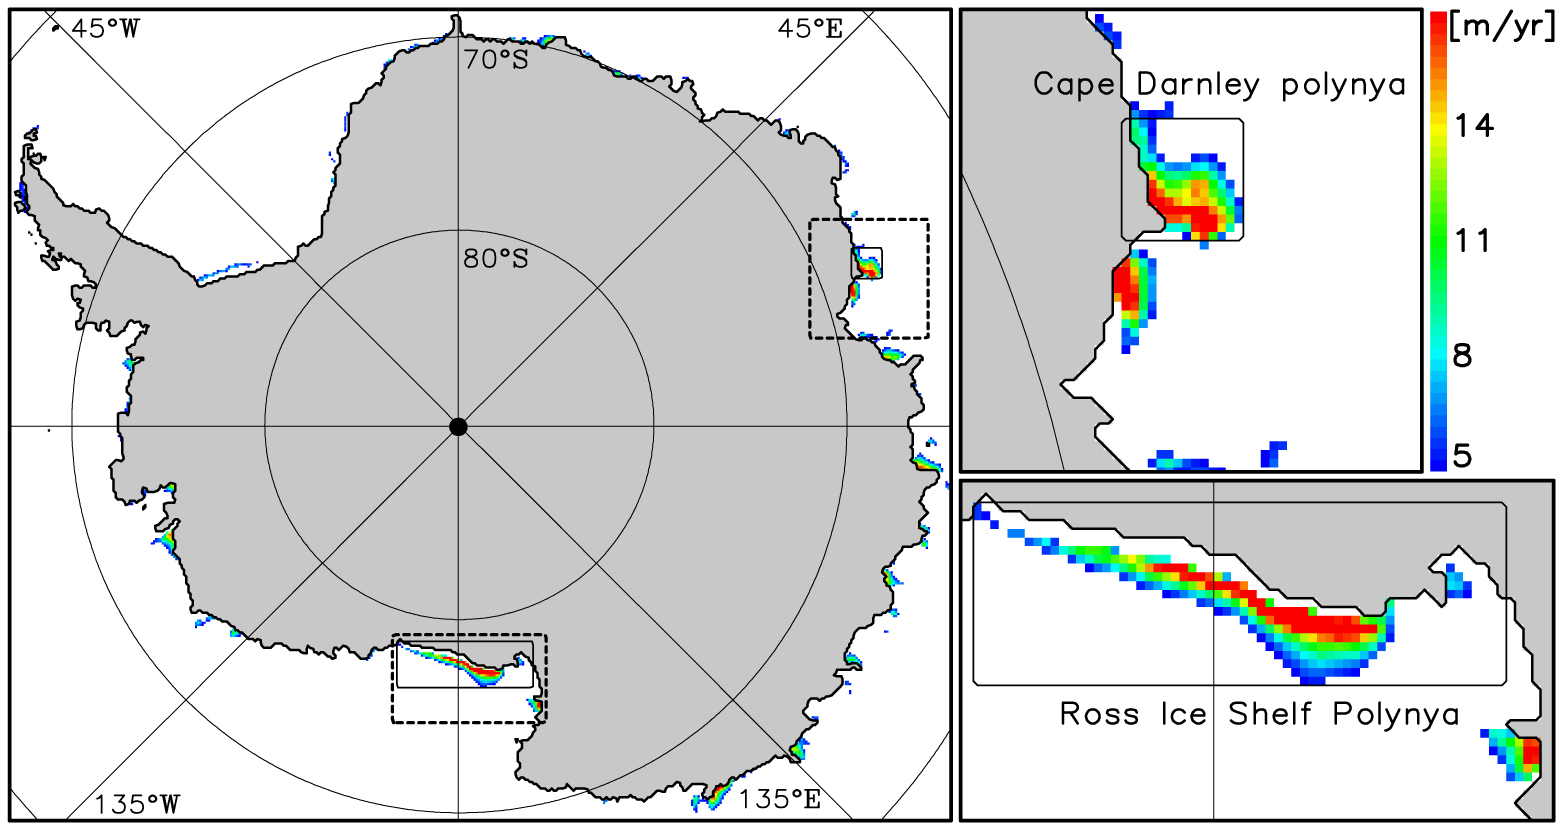 45°W
45°E
70°S
80°S
135°W
135°E
[m/yr]
Cape Darnley polynya
14
11
8
5
Ross Ice Shelf Polynya